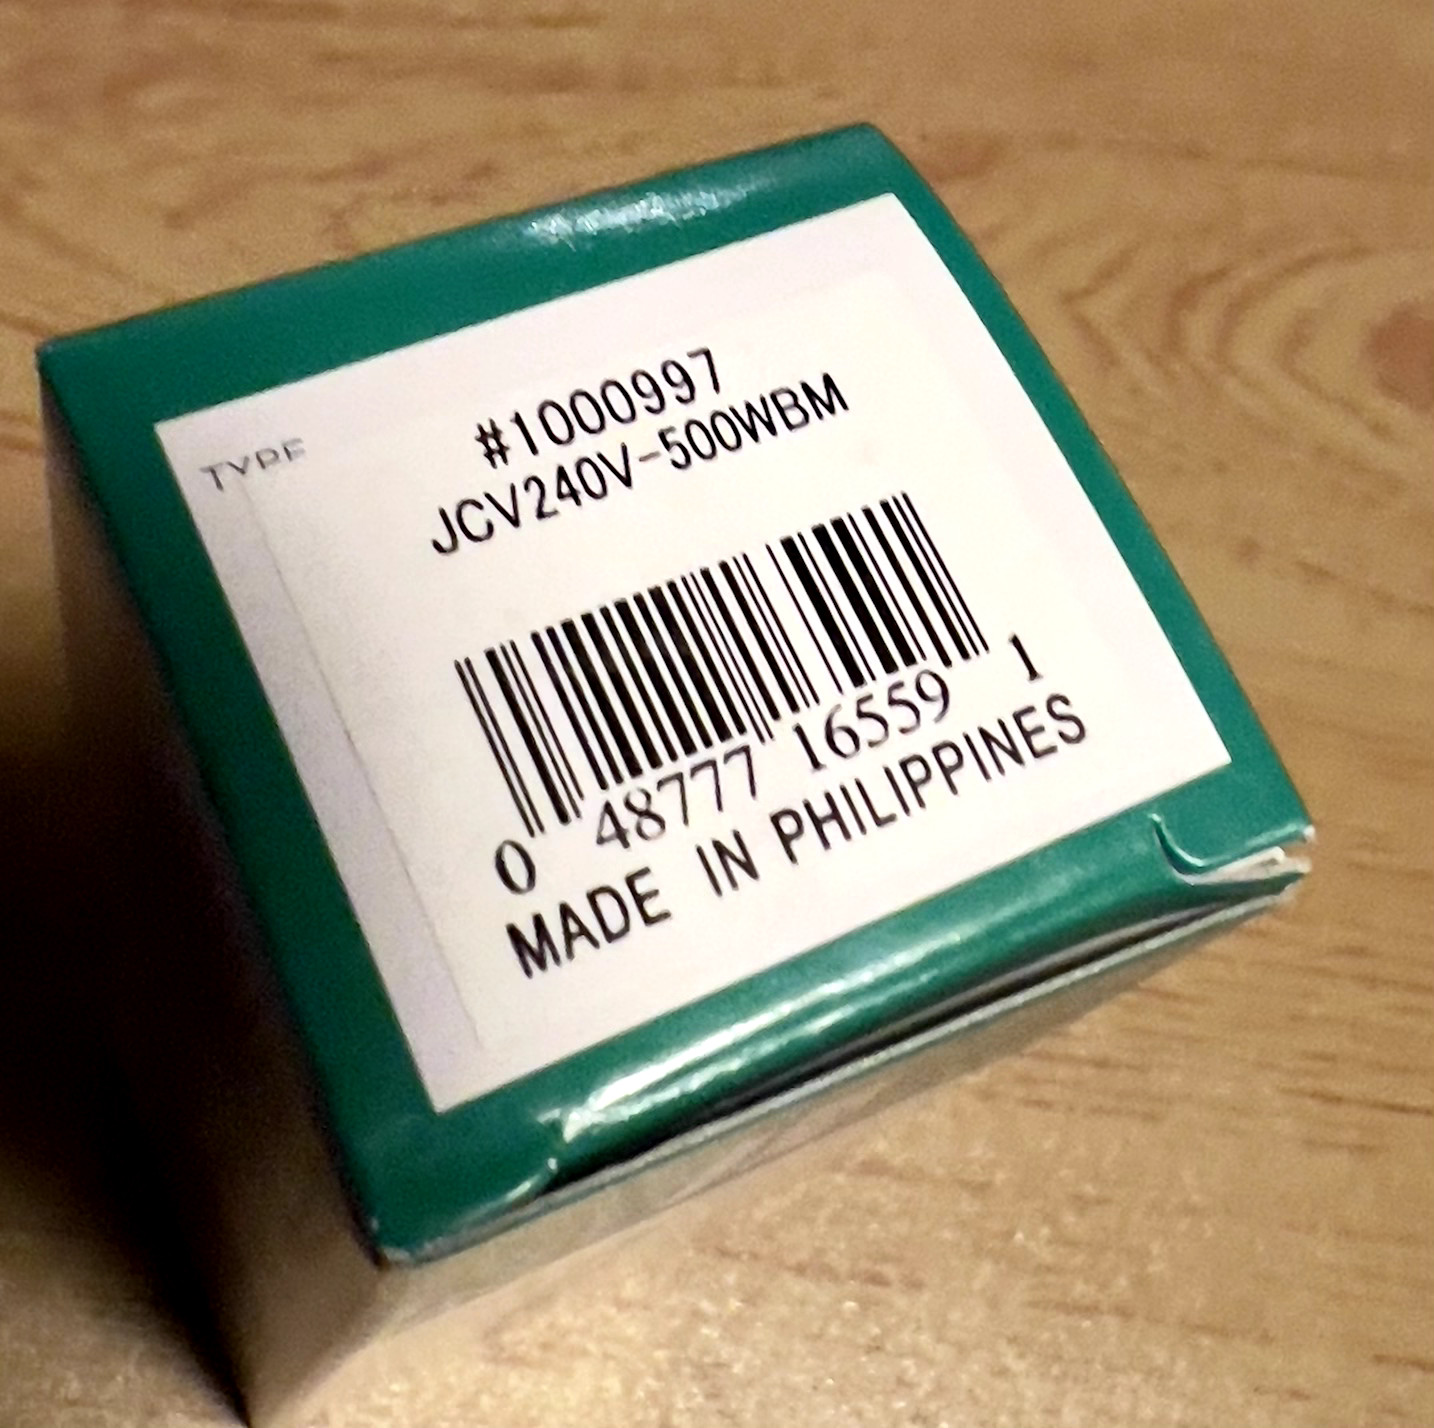 TYPE
#1000997
JCV240V-500WBM
0 48777 16559 1
MADE IN PHILIPPINES